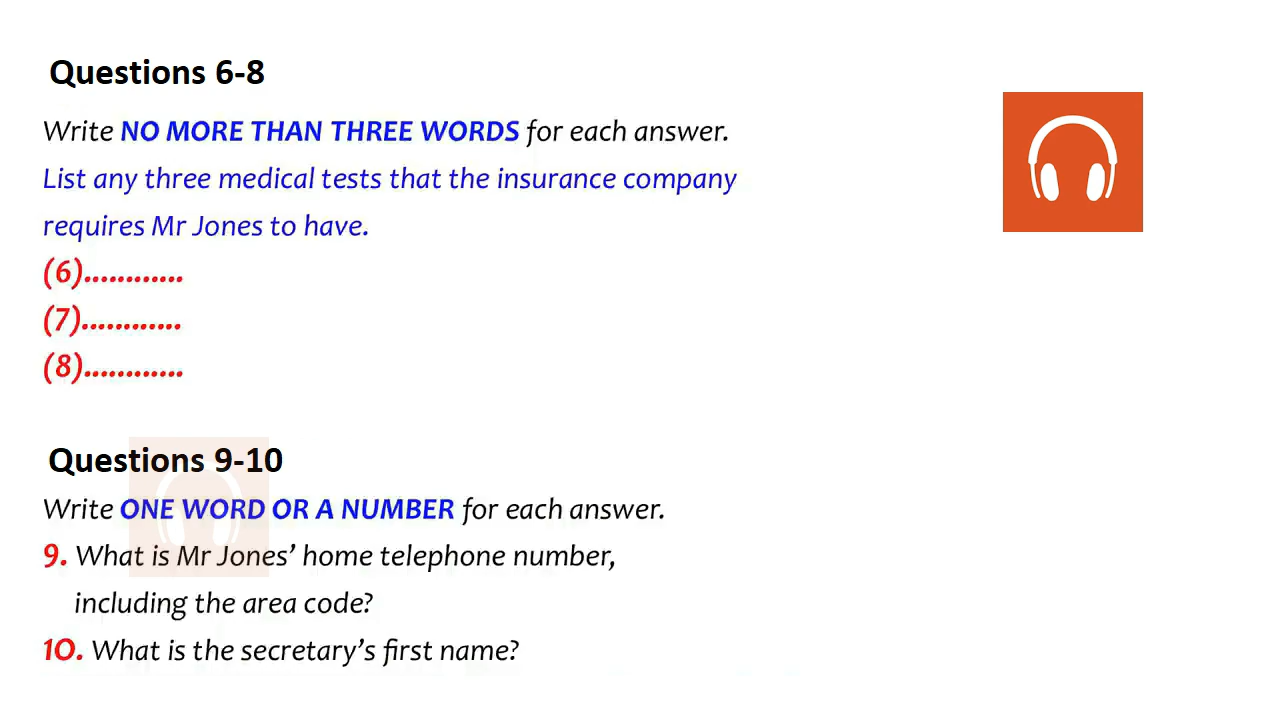 Questions 6-8
Write NO MORE THAN THREE WORDS for each answer.
List any three medical tests that the insurance company
requires Mr Jones to have.
(6)............
(7)............
(8)............
Questions 9-10
Write ONE WORD OR A NUMBER for each answer.
9. What is Mr Jones’ home telephone number,
including the area code?
10. What is the secretary’s first name?